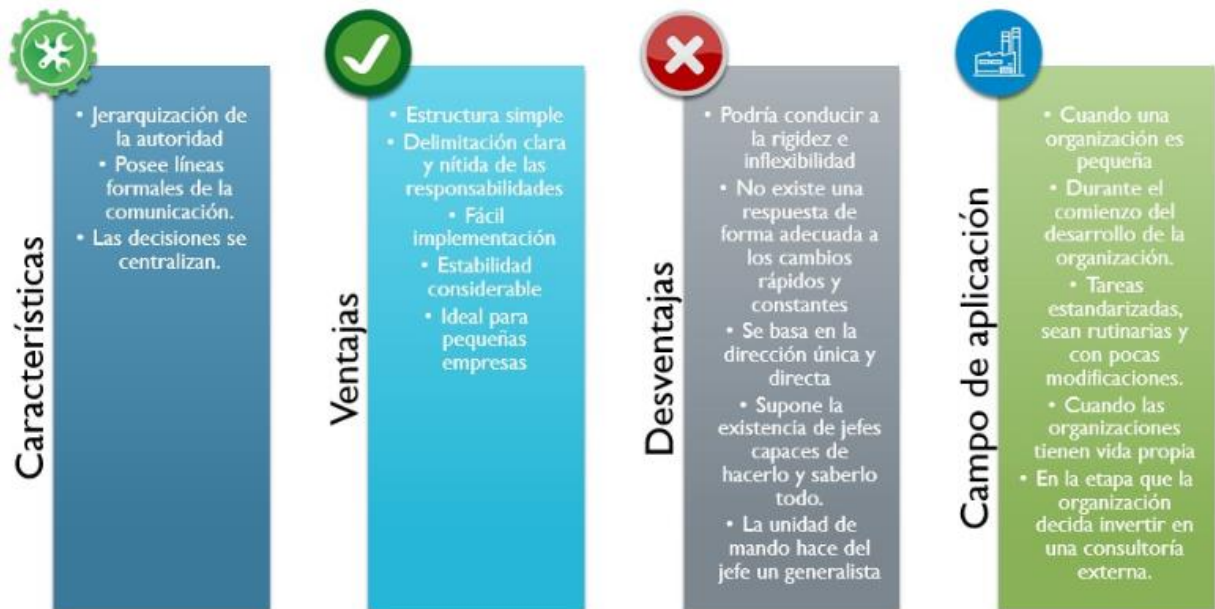 Características
• Jerarquización de
la autoridad
• Posee líneas
formales de la
comunicación.
• Las decisiones se
centralizan.
Ventajas
• Estructura simple
• Delimitación clara
y nítida de las
responsabilidades
• Fácil
implementación
• Estabilidad
considerable
• Ideal para
pequeñas
empresas
Desventajas
• Podría conducir a
la rigidez e
inflexibilidad
• No existe una
respuesta de
forma adecuada a
los cambios
rápidos y
constantes
• Se basa en la
dirección única y
directa
• Supone la
existencia de jefes
capaces de
hacerlo y saberlo
todo.
• La unidad de
mando hace del
jefe un generalista
Campo de aplicación
• Cuando una
organización es
pequeña
• Durante el
comienzo del
desarrollo de la
organización.
• Tareas
estandarizadas,
sean rutinarias y
con pocas
modificaciones.
• Cuando las
organizaciones
tienen vida propia
• En la etapa que la
organización
decida invertir en
una consultoría
externa.